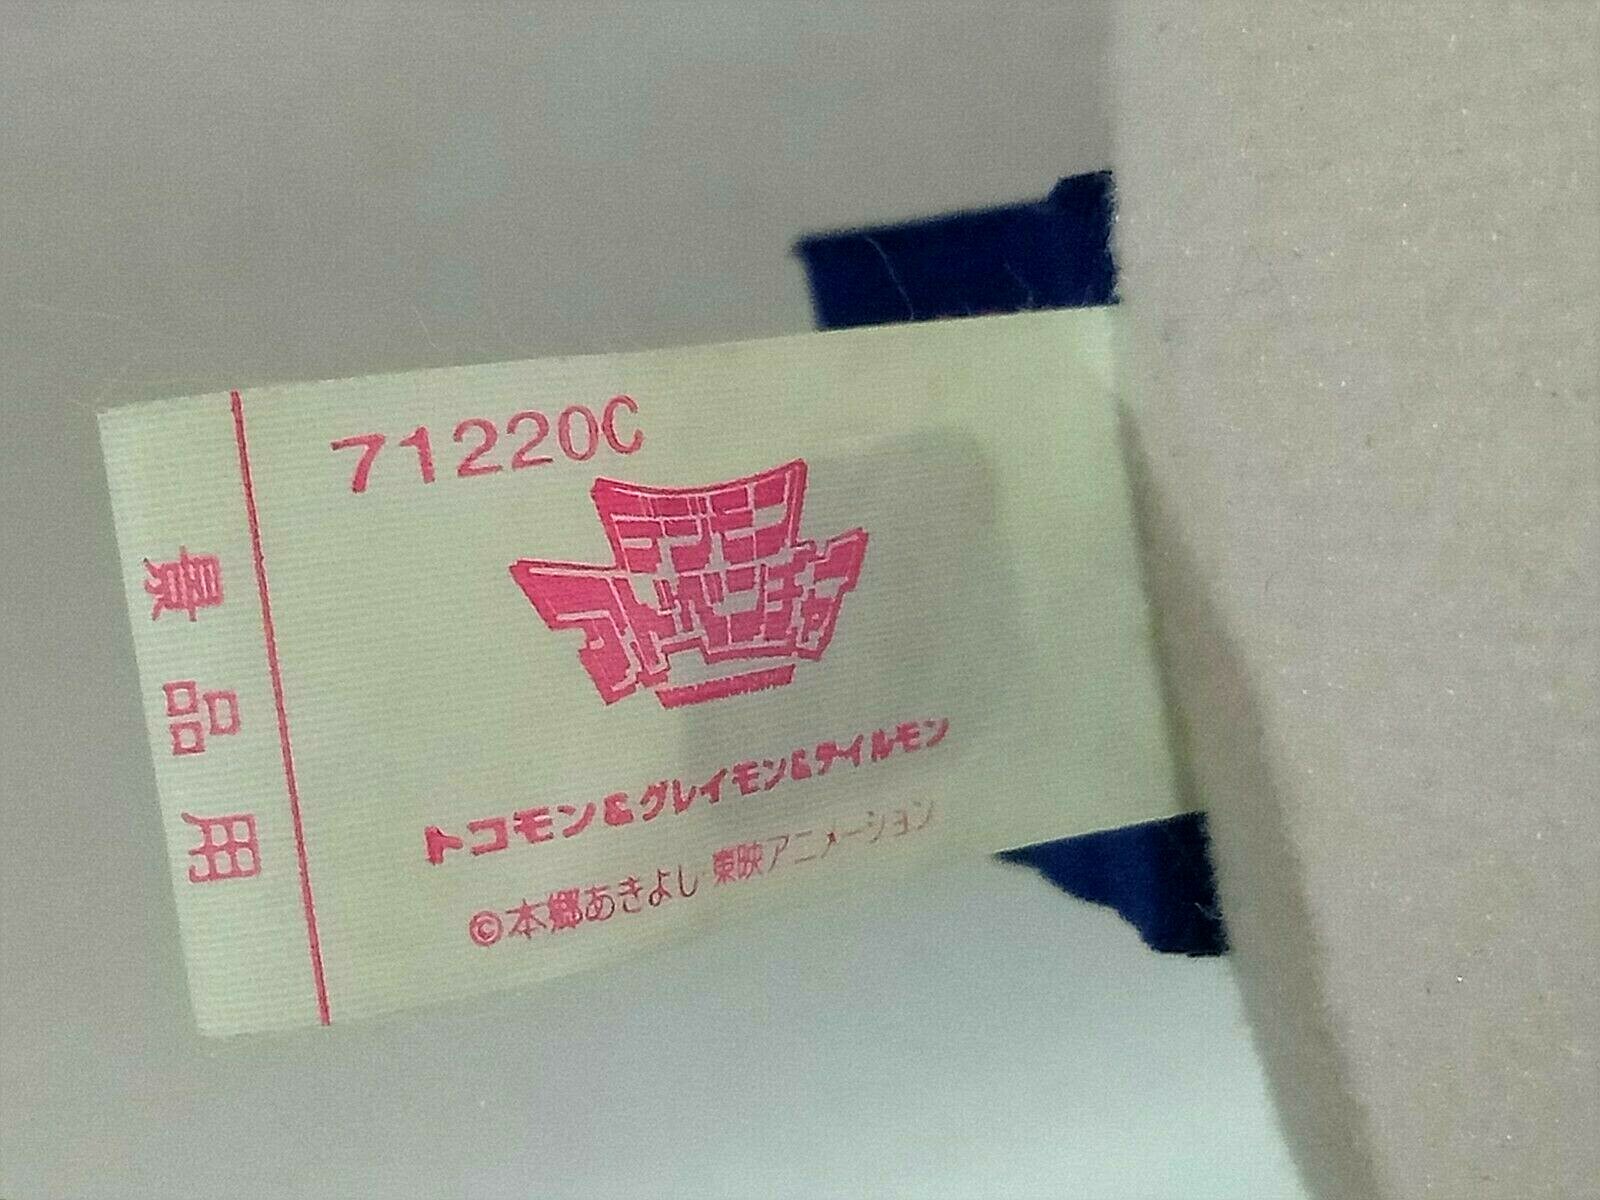 71220C
デジモン
アドベンチャー
トコモン&グレイモン&テイルモン
©本郷あきよし 東映アニメーション
景品用